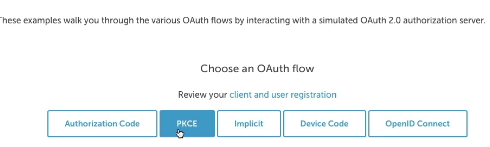 These examples walk you through the various OAuth flows by interacting with a simulated OAuth 2.0 authorization server.
Choose an OAuth flow
Review your client and user registration
Authorization Code PKCE Implicit Device Code OpenID Connect